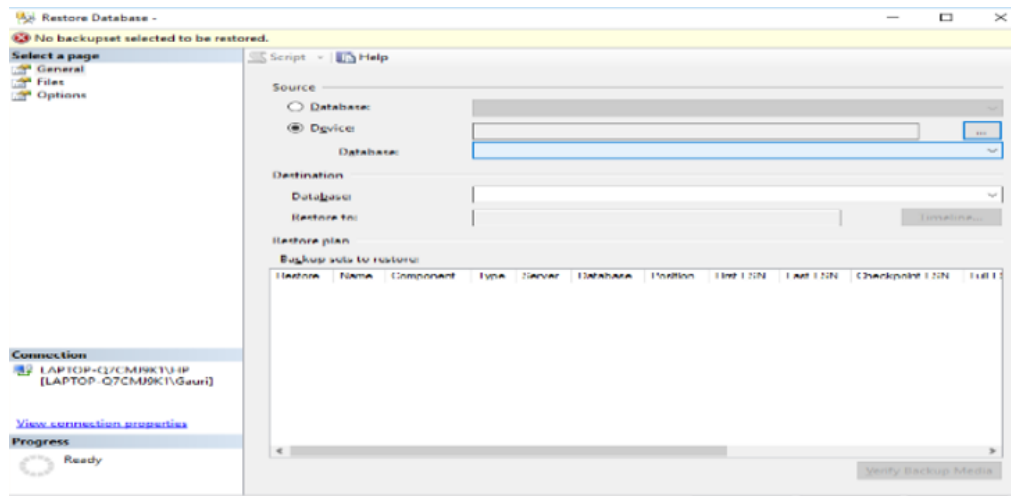 Restore Database -
No backupset selected to be restored.
Select a page
General
Files
Options
Script Help
Source
Database:
Device:
...
Database:
Destination
Database:
Restore to:
Timeline...
Restore plan
Backup sets to restore:
Restore Name Component Type Server Database Position First LSN Last LSN Checkpoint LSN Full L
Connection
LAPTOP-Q7CMJ9K1\HP
[LAPTOP-Q7CMJ9K1\Gauri]
View connection properties
Progress
Ready
Verify Backup Media